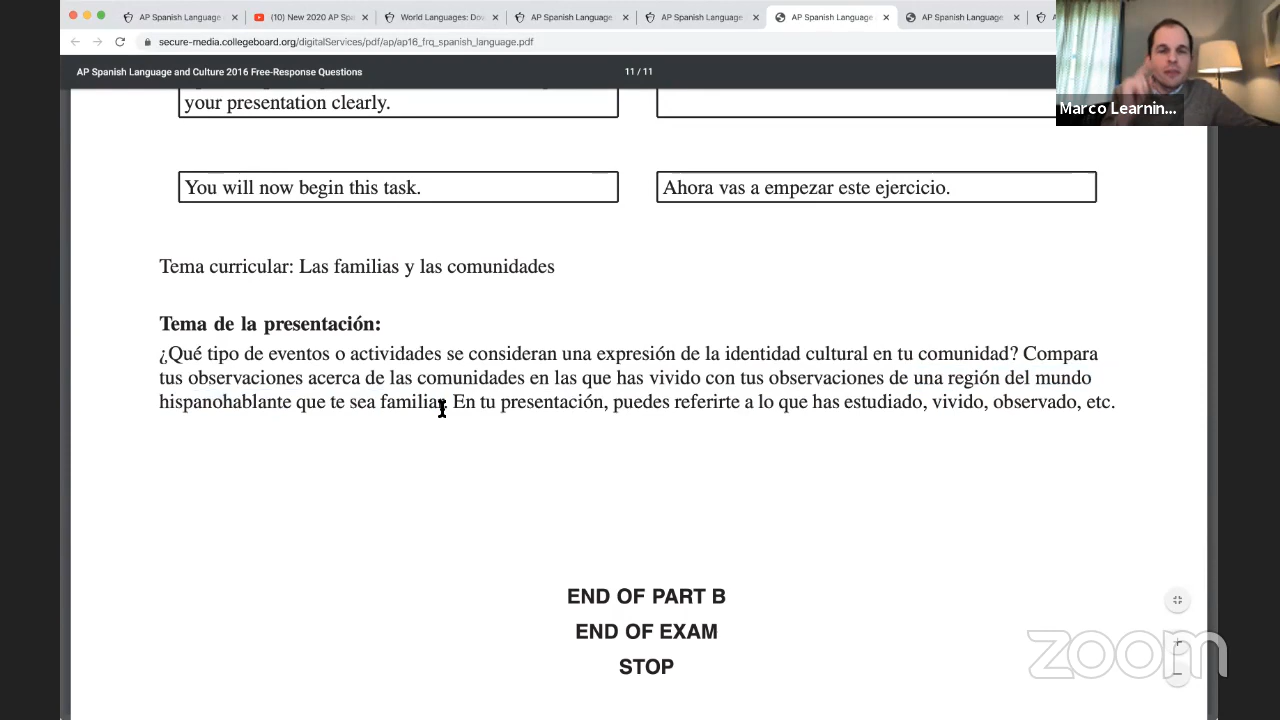 AP Spanish Language
(10) New 2020 AP Spa
World Languages: Dou
AP Spanish Language
AP Spanish Language
AP Spanish Language
AP Spanish Language
secure-media.collegeboard.org/digitalServices/pdf/ap/ap16_frq_spanish_language.pdf
AP Spanish Language and Culture 2016 Free-Response Questions
11 / 11
Marco Learnin...
your presentation clearly.
You will now begin this task.
Ahora vas a empezar este ejercicio.
Tema curricular: Las familias y las comunidades
Tema de la presentación:
¿Qué tipo de eventos o actividades se consideran una expresión de la identidad cultural en tu comunidad? Compara
tus observaciones acerca de las comunidades en las que has vivido con tus observaciones de una región del mundo
hispanohablante que te sea familiar. En tu presentación, puedes referirte a lo que has estudiado, vivido, observado, etc.
END OF PART B
END OF EXAM
STOP
zoom